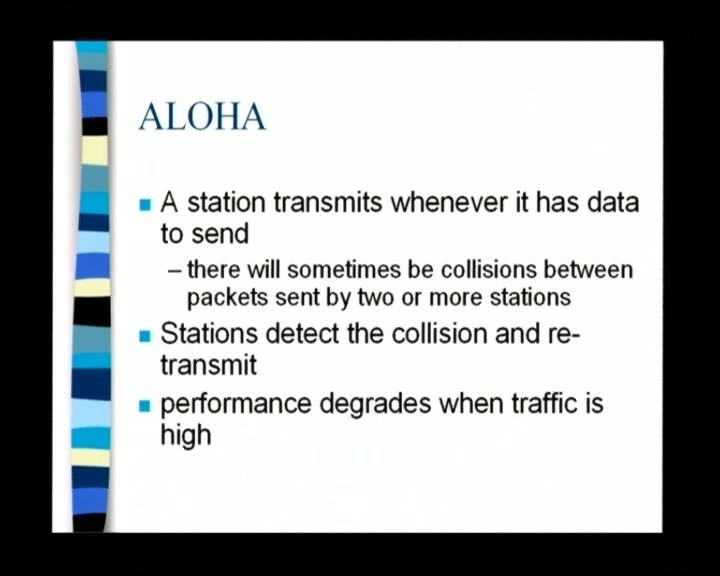 ALOHA
A station transmits whenever it has data
to send
– there will sometimes be collisions between
packets sent by two or more stations
Stations detect the collision and re-
transmit
performance degrades when traffic is
high